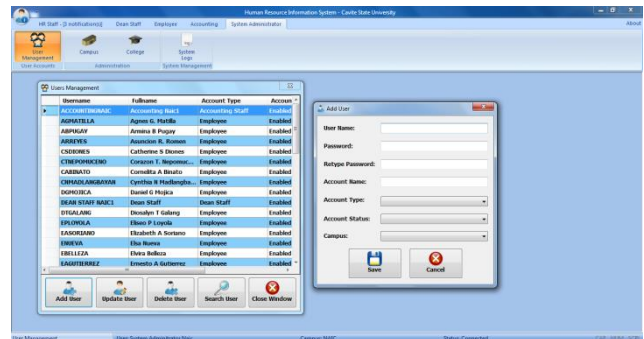 Human Resource Information System - Cavite State University
HR Staff - [3 notification(s)] Dean Staff Employee Accounting System Administrator About
User Management Campus College System Logs
User Accounts Administration System Management
Users Management
Username Fullname Account Type Accoun
ACCOUNTINGNAIC Accounting Naic1 Accounting Staff Enabled
AGMATILLA Agnes G. Matilla Employee Enabled
ABPUGAY Armina B Pugay Employee Enabled
ARREYES Asuncion R. Romen Employee Enabled
CSDIONES Catherine S Diones Employee Enabled
CTNEPOMUCENO Corazon T. Nepomuc... Employee Enabled
CABINATO Cornelita A Binato Employee Enabled
CNMADLANGBAYAN Cynthia N Madlangba... Employee Enabled
DGMOJICA Daniel G Mojica Employee Enabled
DEAN STAFF NAIC1 Dean Staff Dean Staff Enabled
DTGALANG Diosalyn T Galang Employee Enabled
EPLOYOLA Eliseo P Loyola Employee Enabled
EASORIANO Elizabeth A Soriano Employee Enabled
ENUEVA Elsa Nueva Employee Enabled
EBELLEZA Elvira Belleza Employee Enabled
EAGUTIERREZ Ernesto A Gutierrez Employee Enabled
Add User Update User Delete User Search User Close Window
Add User
User Name:
Password:
Retype Password:
Account Name:
Account Type:
Account Status:
Campus:
Save Cancel
User Management User System Administrator Naic Campus: NAIC Status: Connected